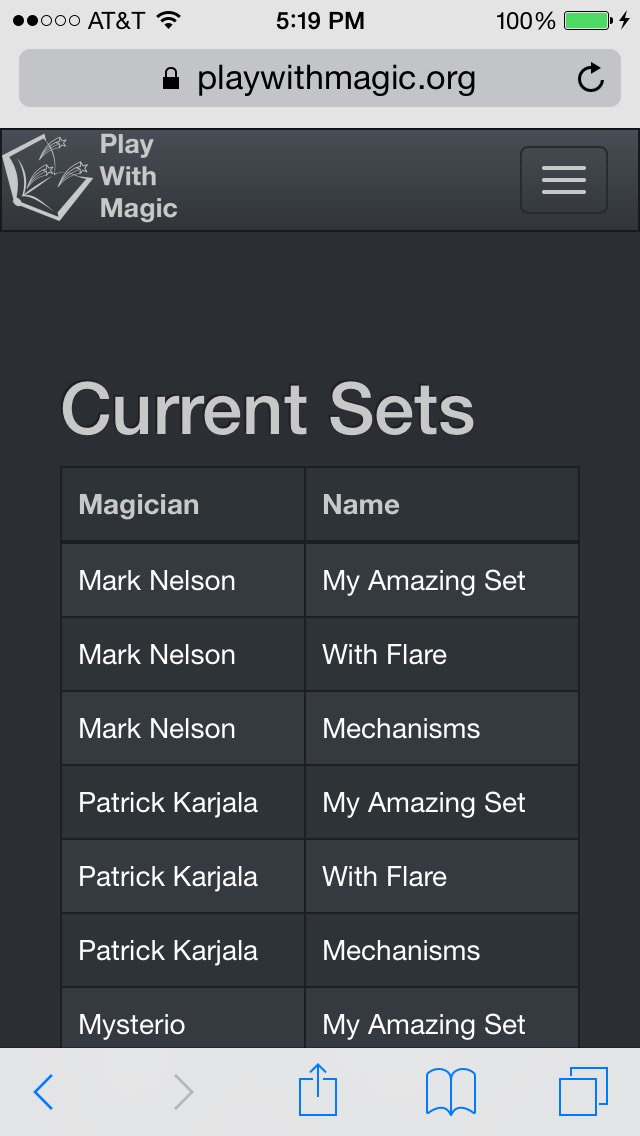 AT&T 5:19 PM 100%
playwithmagic.org
Play
With
Magic
Current Sets
Magician Name
Mark Nelson My Amazing Set
Mark Nelson With Flare
Mark Nelson Mechanisms
Patrick Karjala My Amazing Set
Patrick Karjala With Flare
Patrick Karjala Mechanisms
Mysterio My Amazing Set